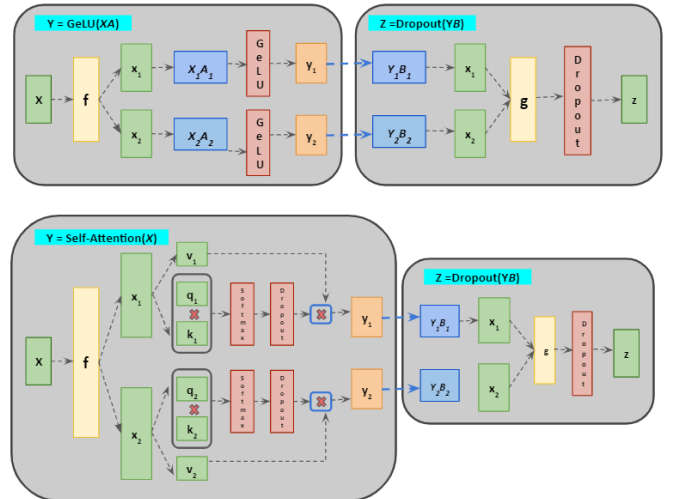 Y = GeLU(XA)
X
f
x1
x2
X1A1
X2A2
GeLU
GeLU
y1
y2
Z =Dropout(YB)
Y1B1
Y2B2
x1
x2
g
Dropout
z
Y = Self-Attention(X)
X
f
x1
x2
v1
q1
k1
q2
k2
v2
Softmax
Dropout
Softmax
Dropout
y1
y2
Z=Dropout(YB)
Y1B1
Y2B2
x1
x2
g
Dropout
z